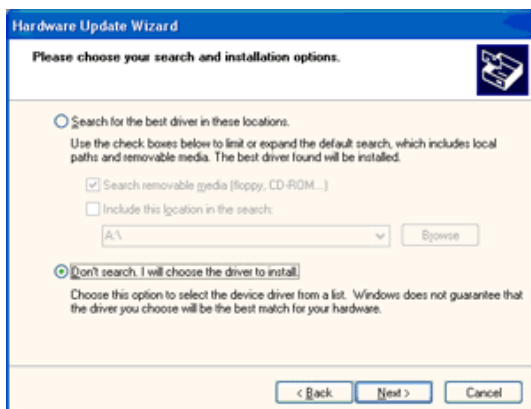 Hardware Update Wizard
Please choose your search and installation options.
Search for the best driver in these locations.
Use the check boxes below to limit or expand the default search, which includes local
paths and removable media. The best driver found will be installed.
Search removable media (floppy, CD-ROM...)
Include this location in the search:
A:\
Browse
Don't search. I will choose the driver to install.
Choose this option to select the device driver from a list. Windows does not guarantee that
the driver you choose will be the best match for your hardware.
< Back
Next >
Cancel